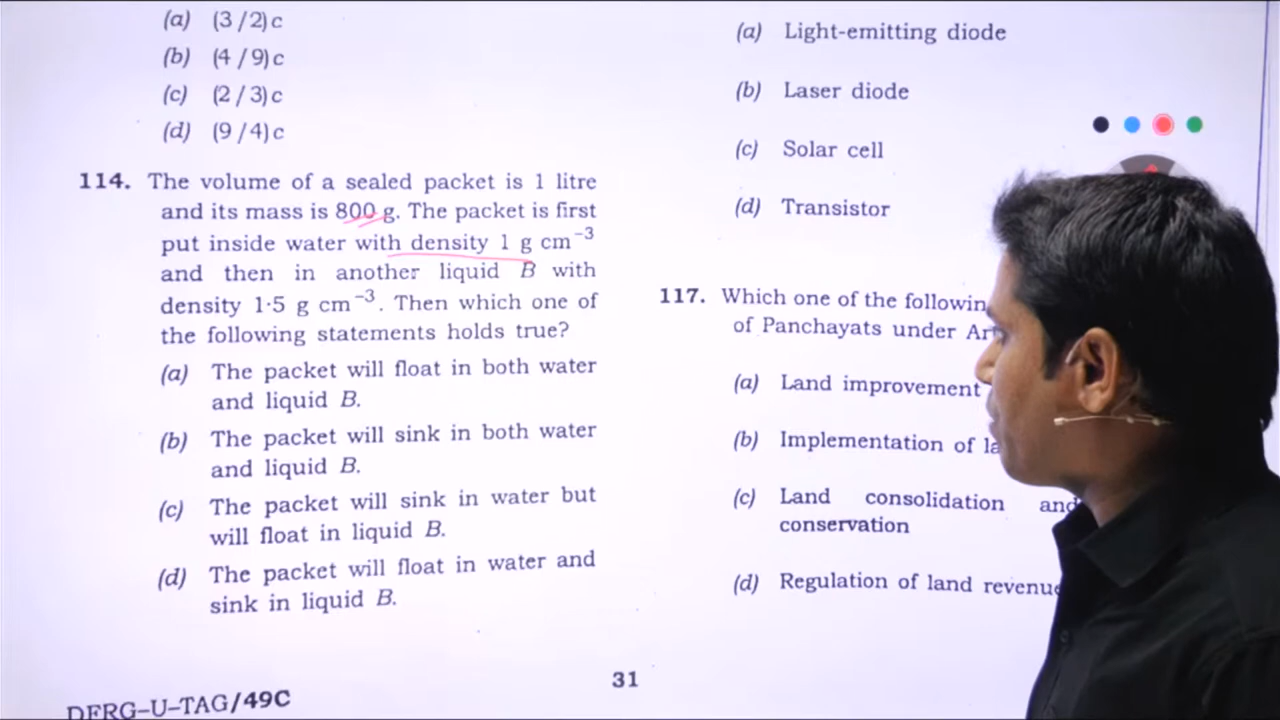 (a) (3/2)c
(b) (4/9)c
(c) (2/3)c
(d) (9/4)c
114. The volume of a sealed packet is 1 litre
and its mass is 800 g. The packet is first
put inside water with density 1 g cm⁻³
and then in another liquid B with
density 1·5 g cm⁻³. Then which one of
the following statements holds true?
(a) The packet will float in both water
and liquid B.
(b) The packet will sink in both water
and liquid B.
(c) The packet will sink in water but
will float in liquid B.
(d) The packet will float in water and
sink in liquid B.
(a) Light-emitting diode
(b) Laser diode
(c) Solar cell
(d) Transistor
117. Which one of the
of Panchayats under
(a) Land improvement
(b) Implementation of
(c) Land consolidation and
conservation
(d) Regulation of land
31
DFRG-U-TAG/49C